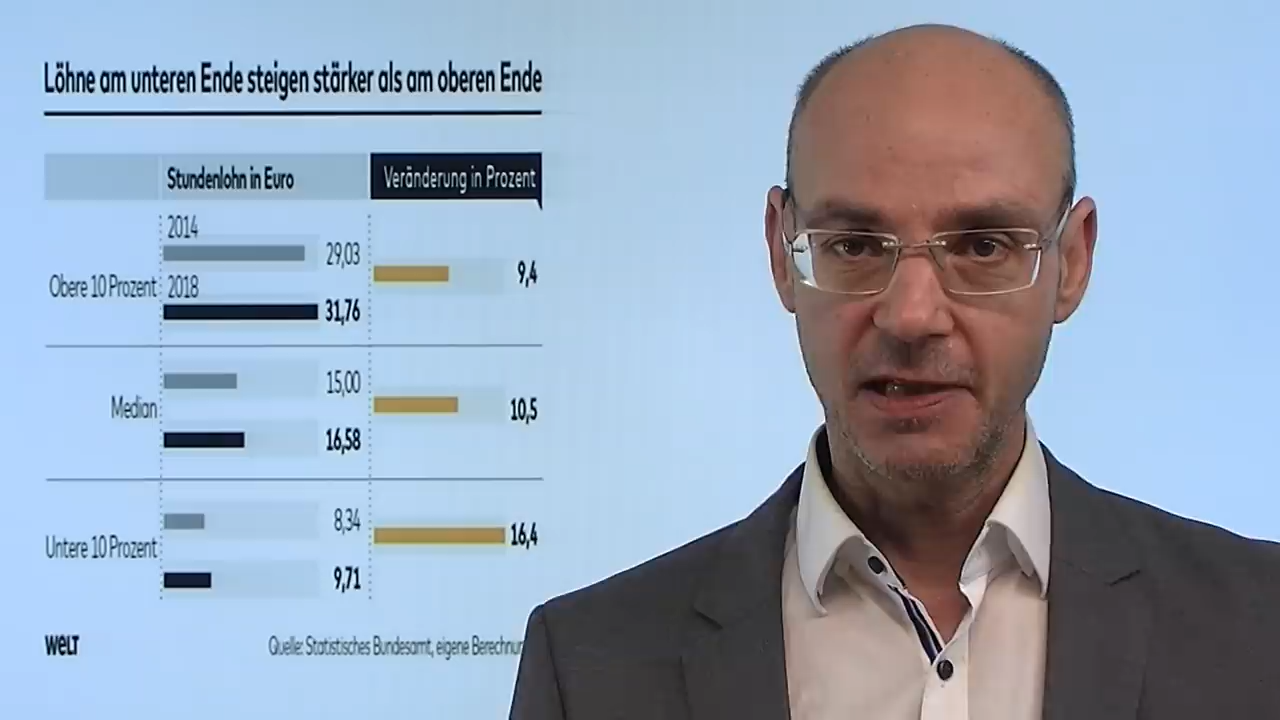 Löhne am unteren Ende steigen stärker als am oberen Ende
Stundenlohn in Euro
Veränderung in Prozent
2014
29,03
Obere 10 Prozent
2018
31,76
9,4
15,00
Median
16,58
10,5
8,34
Untere 10 Prozent
9,71
16,4
WELT
Quelle: Statistisches Bundesamt, eigene